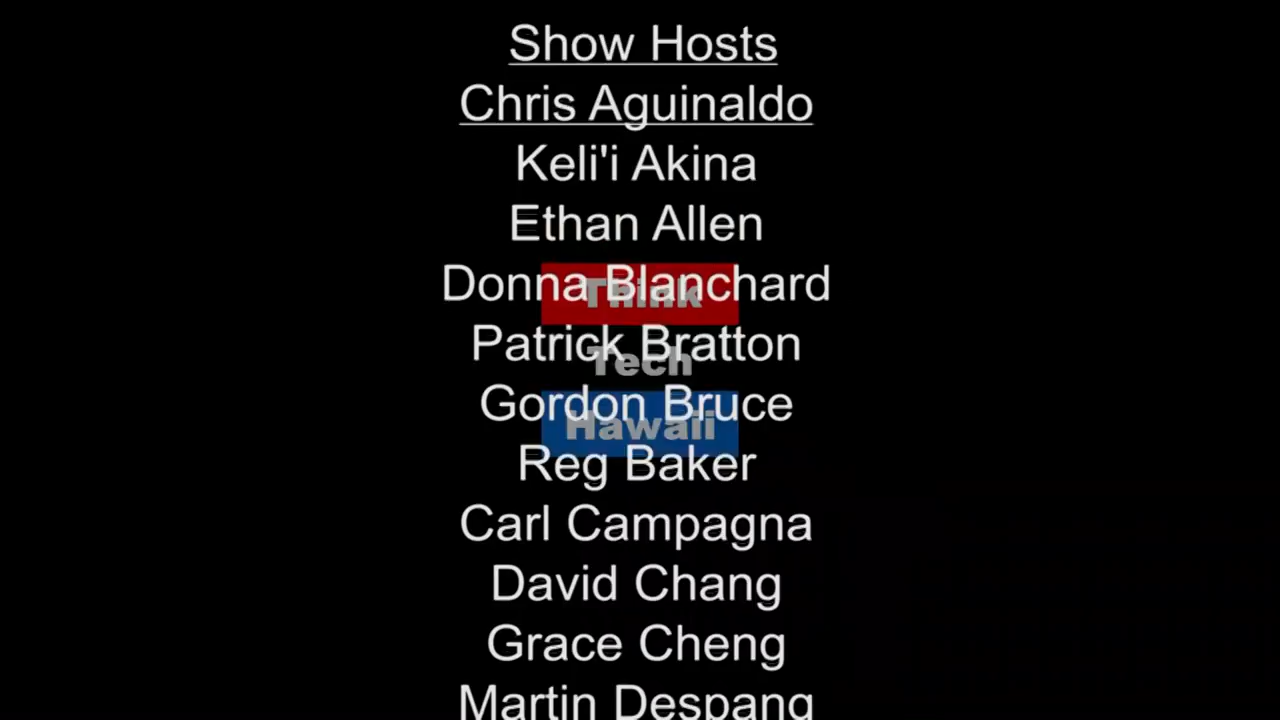 Show Hosts
Chris Aguinaldo
Keli'i Akina
Ethan Allen
Donna Blanchard
Think
Patrick Bratton
Tech
Gordon Bruce
Hawaii
Reg Baker
Carl Campagna
David Chang
Grace Cheng
Martin Despang